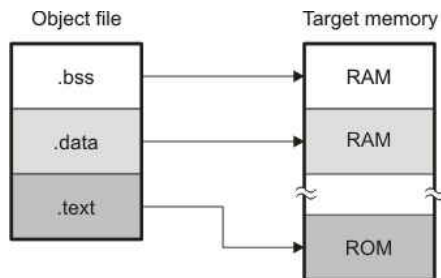 Object file
Target memory
.bss
RAM
.data
RAM
.text
ROM